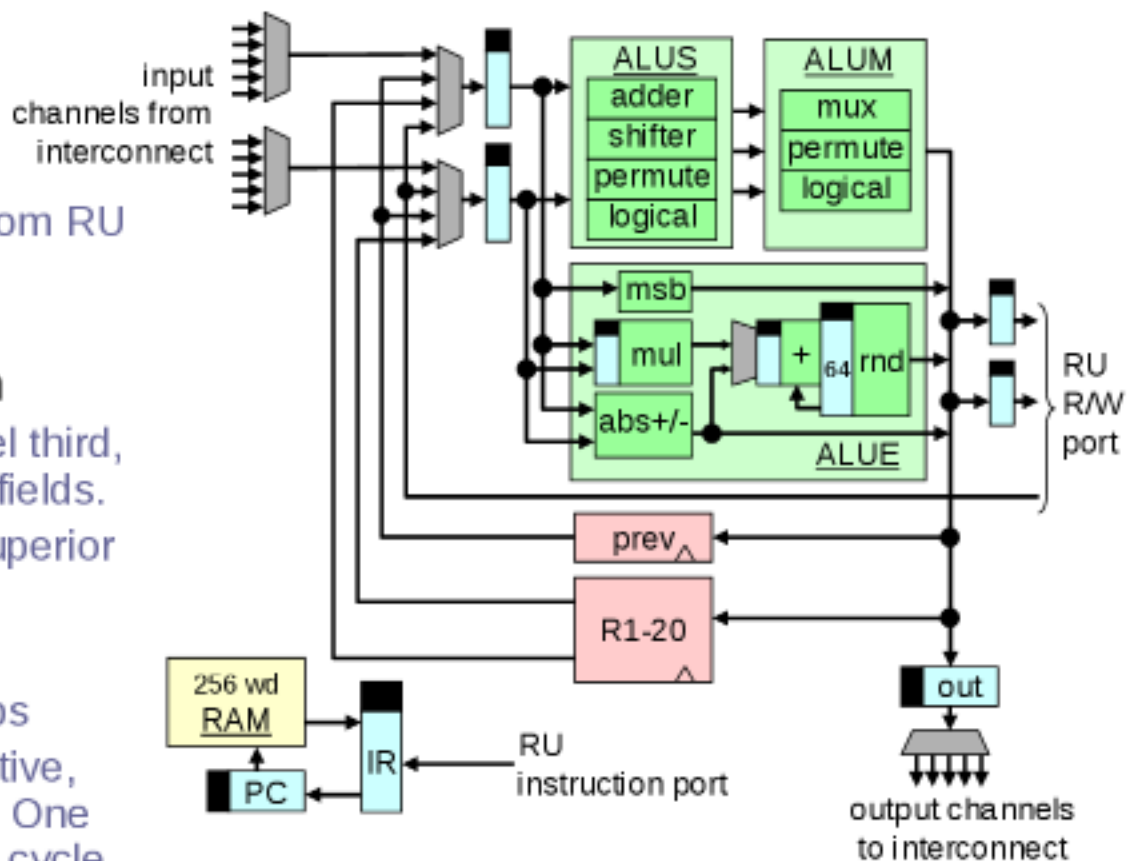 input
channels from
interconnect
om RU
el third,
fields.
uperior
os
tive,
One
cycle
ALUS
adder
shifter
permute
logical
ALUM
mux
permute
logical
msb
mul
+
64
rnd
abs+/-
ALUE
RU
R/W
port
prev
R1-20
256 wd
RAM
IR
PC
RU
instruction port
out
output channels
to interconnect